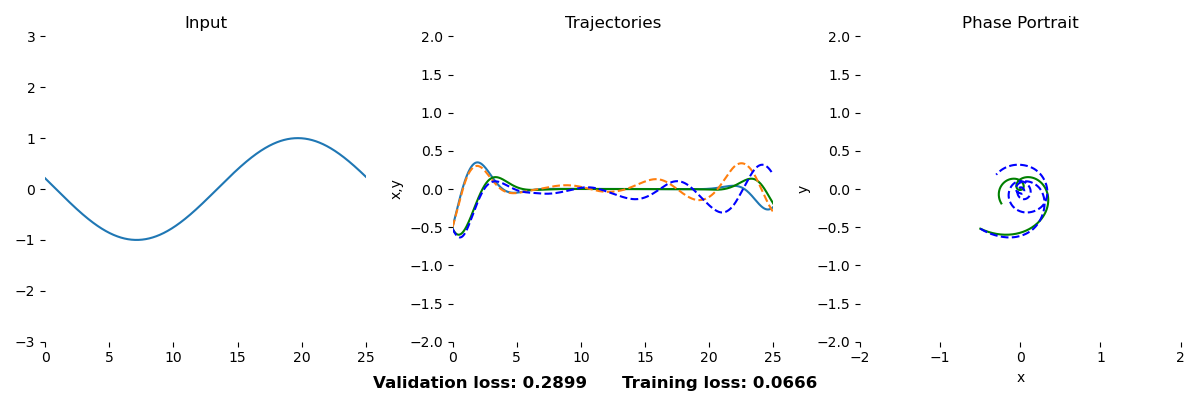 Input
Trajectories
Phase Portrait
3
2
1
0
−1
−2
−3
0 5 10 15 20 25
x,y
2.0
1.5
1.0
0.5
0.0
−0.5
−1.0
−1.5
−2.0
0 5 10 15 20 25
y
2.0
1.5
1.0
0.5
0.0
−0.5
−1.0
−1.5
−2.0
−2 −1 0 1 2
x
Validation loss: 0.2899 Training loss: 0.0666